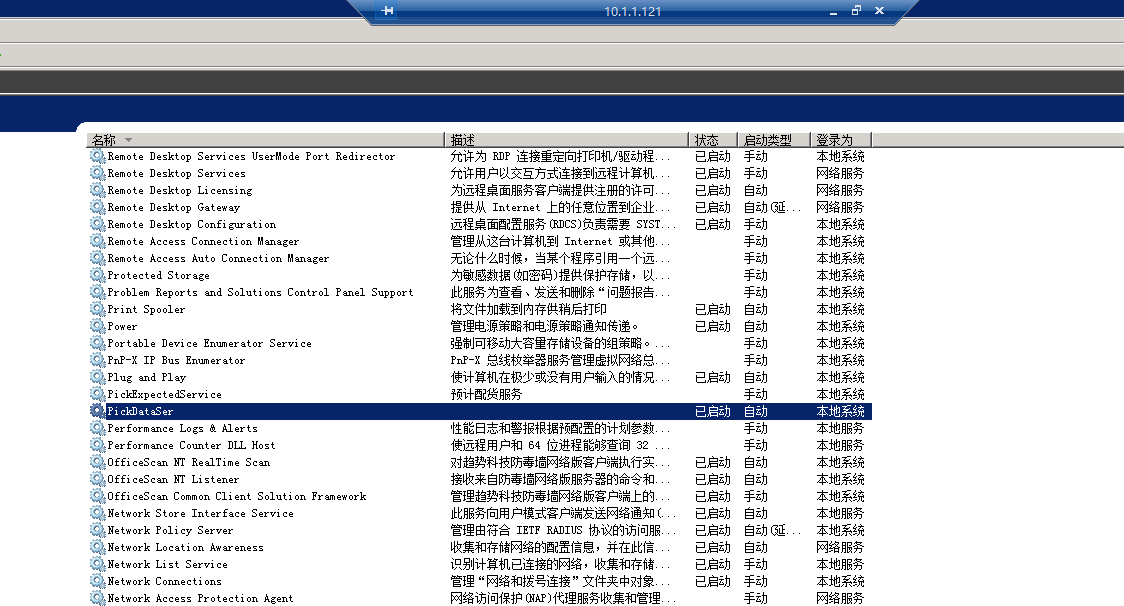 10.1.1.121
名称 描述 状态 启动类型 登录为
Remote Desktop Services UserMode Port Redirector 允许为 RDP 连接重定向打印机/驱动程... 已启动 手动 本地系统
Remote Desktop Services 允许用户以交互方式连接到远程计算机... 已启动 手动 网络服务
Remote Desktop Licensing 为远程桌面服务客户端提供注册的许可... 已启动 自动 网络服务
Remote Desktop Gateway 提供从 Internet 上的任意位置到企业... 已启动 自动(延... 网络服务
Remote Desktop Configuration 远程桌面配置服务(RDCS)负责需要 SYST... 已启动 手动 本地系统
Remote Access Connection Manager 管理从这台计算机到 Internet 或其他... 手动 本地系统
Remote Access Auto Connection Manager 无论什么时候，当某个程序引用一个远... 手动 本地系统
Protected Storage 为敏感数据(如密码)提供保护存储，以... 手动 本地系统
Problem Reports and Solutions Control Panel Support 此服务为查看、发送和删除“问题报告... 手动 本地系统
Print Spooler 将文件加载到内存供稍后打印 已启动 自动 本地系统
Power 管理电源策略和电源策略通知传递。 已启动 自动 本地系统
Portable Device Enumerator Service 强制可移动大容量存储设备的组策略。... 手动 本地系统
PnP-X IP Bus Enumerator PnP-X 总线枚举器服务管理虚拟网络总... 手动 本地系统
Plug and Play 使计算机在极少或没有用户输入的情况... 已启动 自动 本地系统
PickExpectedService 预计配货服务 手动 本地系统
PickDataSer 已启动 自动 本地系统
Performance Logs & Alerts 性能日志和警报根据预配置的计划参数... 手动 本地服务
Performance Counter DLL Host 使远程用户和 64 位进程能够查询 32 ... 手动 本地服务
OfficeScan NT RealTime Scan 对趋势科技防毒墙网络版客户端执行实... 已启动 自动 本地系统
OfficeScan NT Listener 接收来自防毒墙网络版服务器的命令和... 已启动 自动 本地系统
OfficeScan Common Client Solution Framework 管理趋势科技防毒墙网络版客户端上的... 已启动 自动 本地系统
Network Store Interface Service 此服务向用户模式客户端发送网络通知(... 已启动 自动 本地服务
Network Policy Server 管理由符合 IETF RADIUS 协议的访问服... 已启动 自动(延... 本地系统
Network Location Awareness 收集和存储网络的配置信息，并在此信... 已启动 自动 网络服务
Network List Service 识别计算机已连接的网络，收集和存储... 已启动 手动 本地服务
Network Connections 管理“网络和拨号连接”文件夹中对象... 已启动 手动 本地系统
Network Access Protection Agent 网络访问保护(NAP)代理服务收集和管理... 手动 网络服务